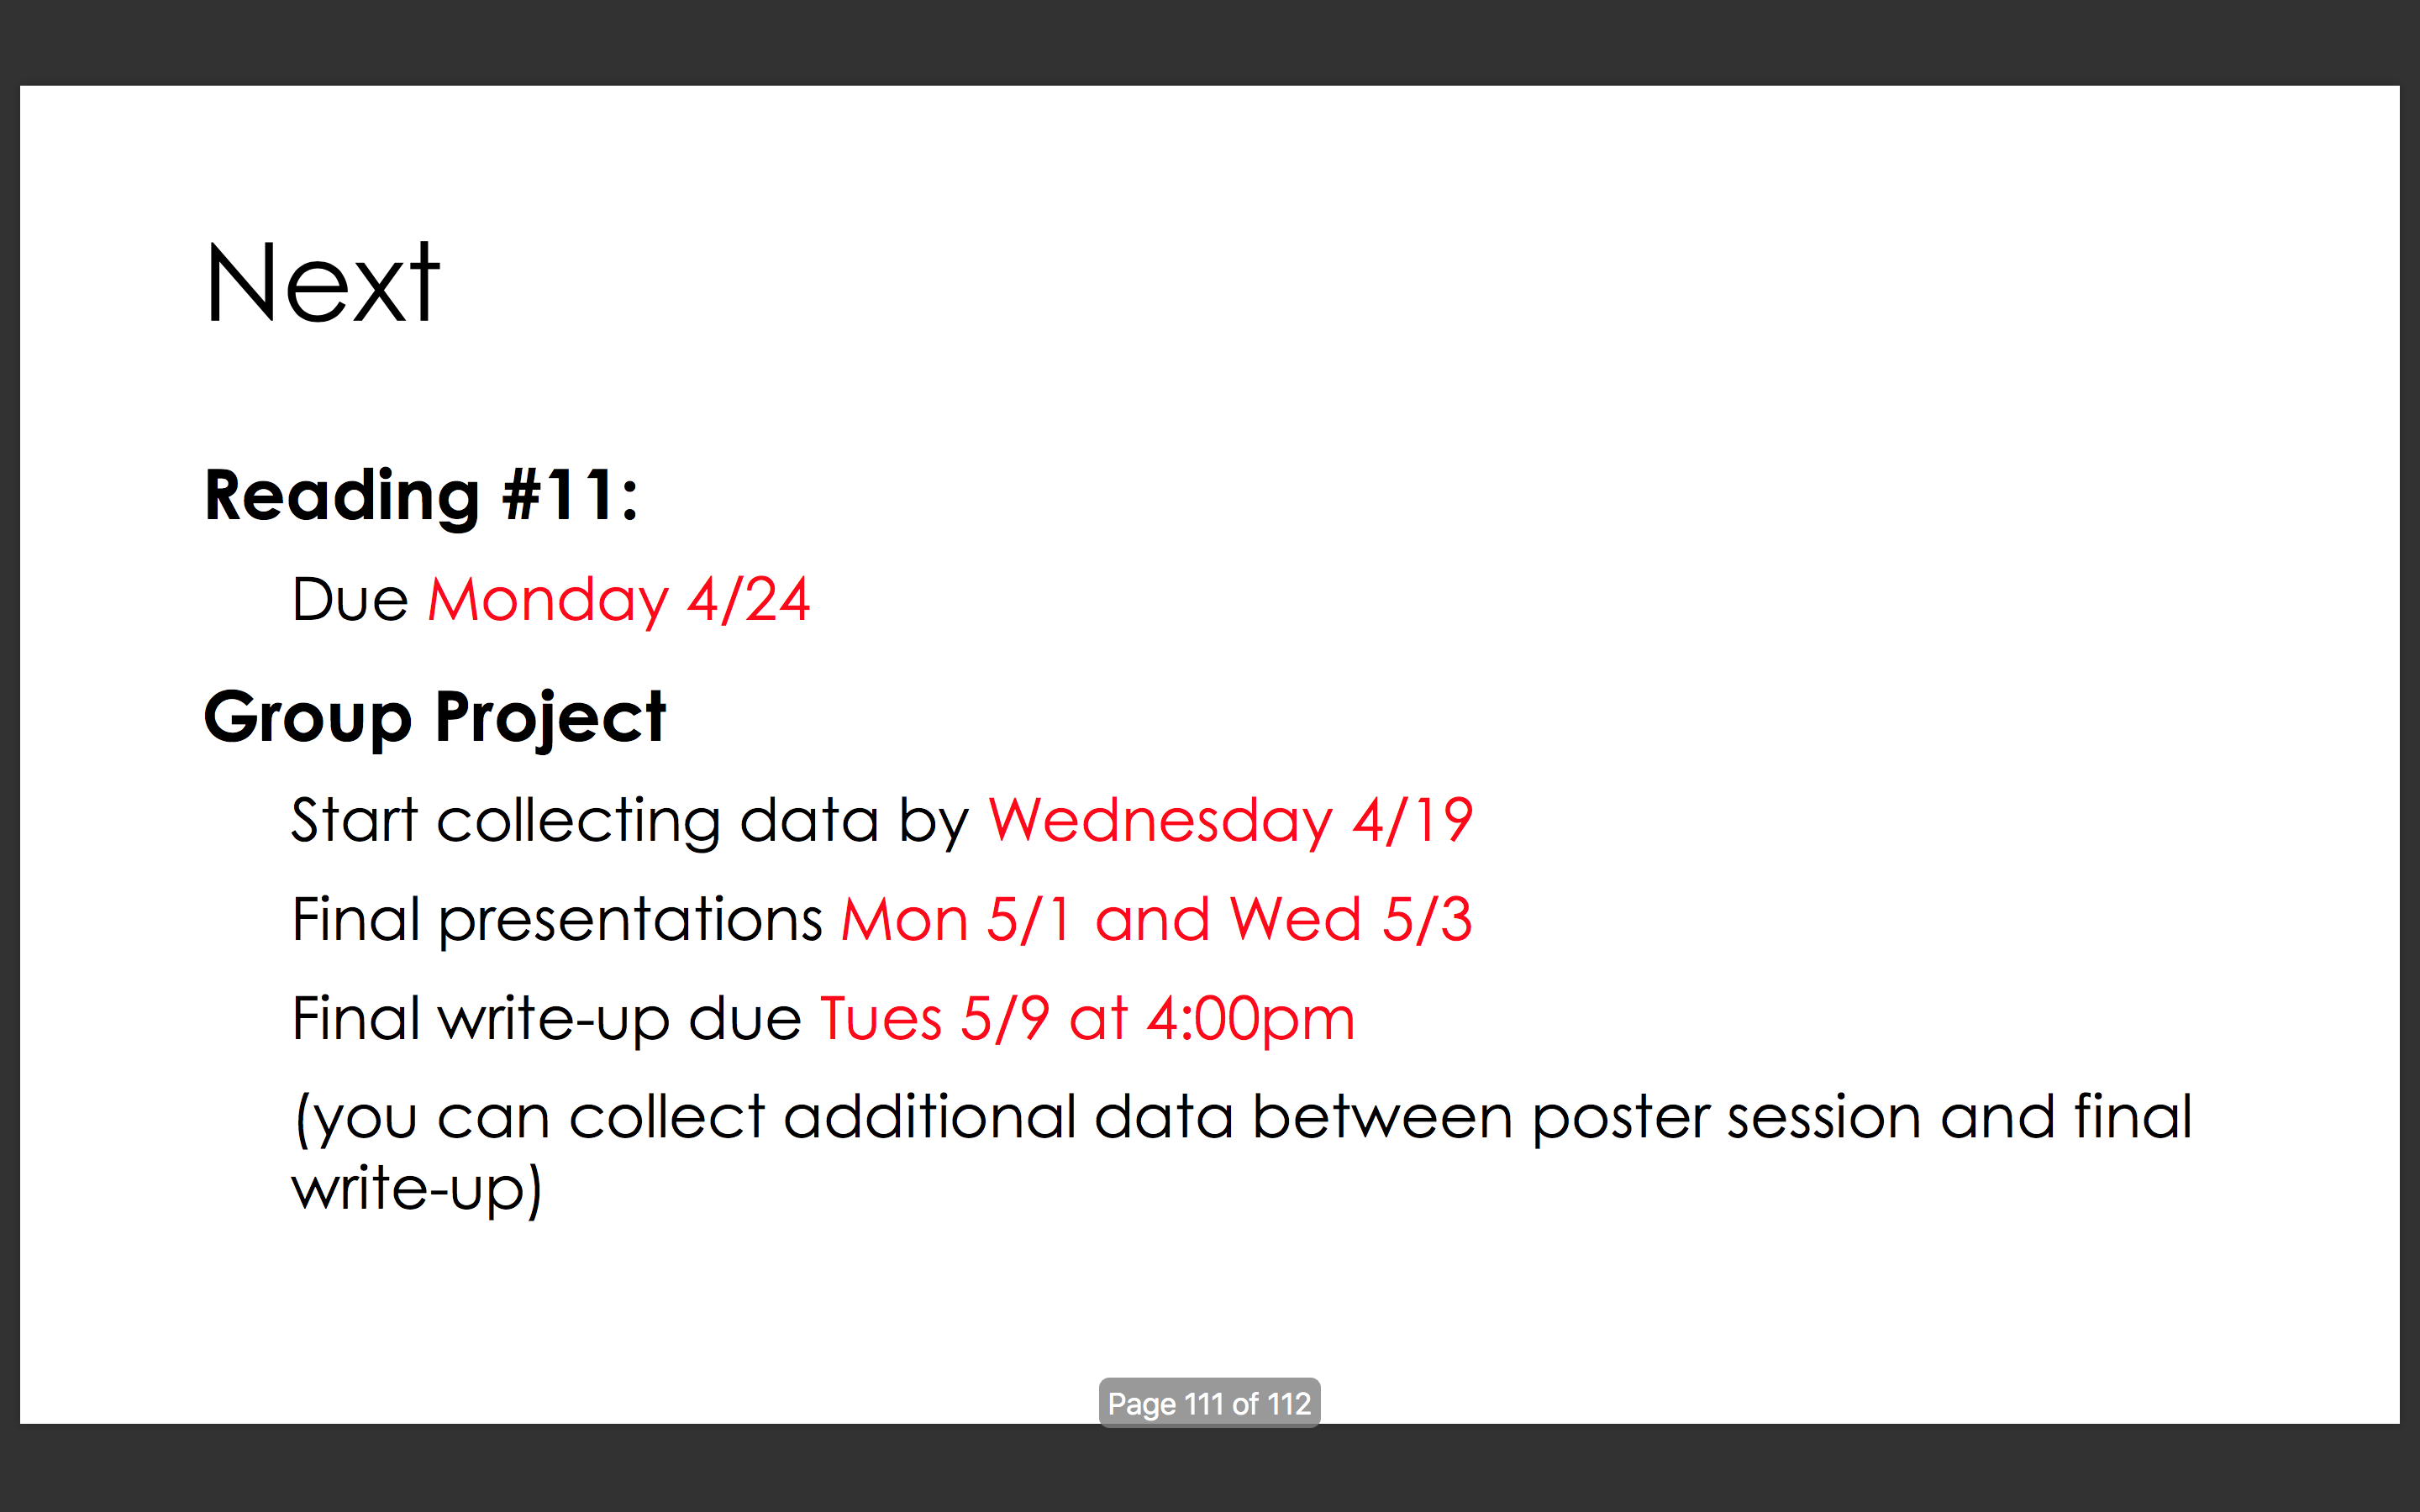 Next
Reading #11:
Due Monday 4/24
Group Project
Start collecting data by Wednesday 4/19
Final presentations Mon 5/1 and Wed 5/3
Final write-up due Tues 5/9 at 4:00pm
(you can collect additional data between poster session and final
write-up)
Page 111 of 112